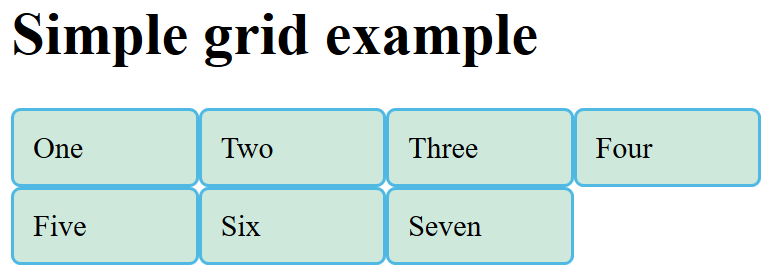 Simple grid example
One Two Three Four
Five Six Seven